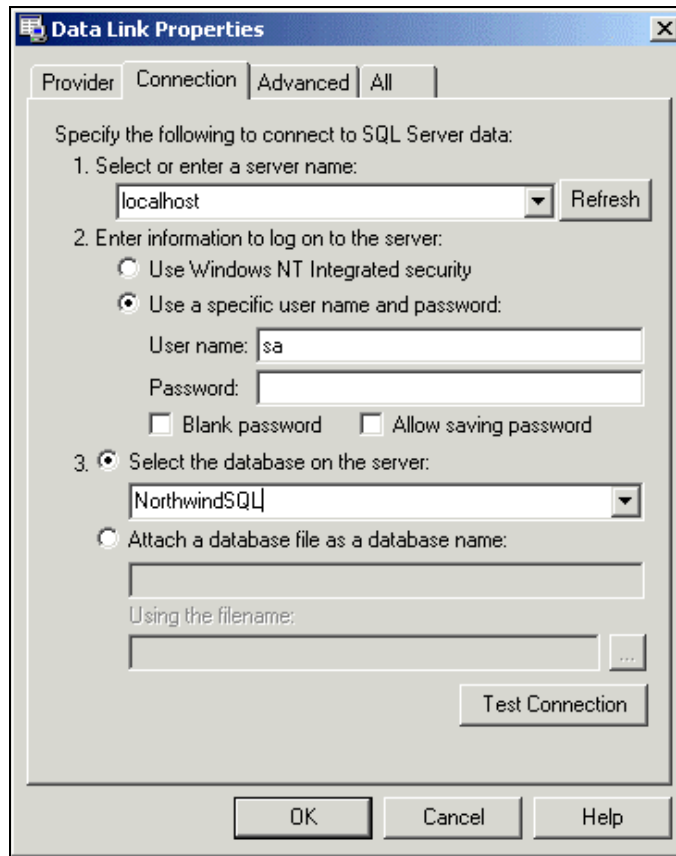 Data Link Properties
Provider Connection Advanced All
Specify the following to connect to SQL Server data:
1. Select or enter a server name:
localhost Refresh
2. Enter information to log on to the server:
Use Windows NT Integrated security
Use a specific user name and password:
User name: sa
Password:
Blank password Allow saving password
3. Select the database on the server:
NorthwindSQL
Attach a database file as a database name:
Using the filename:
...
Test Connection
OK Cancel Help